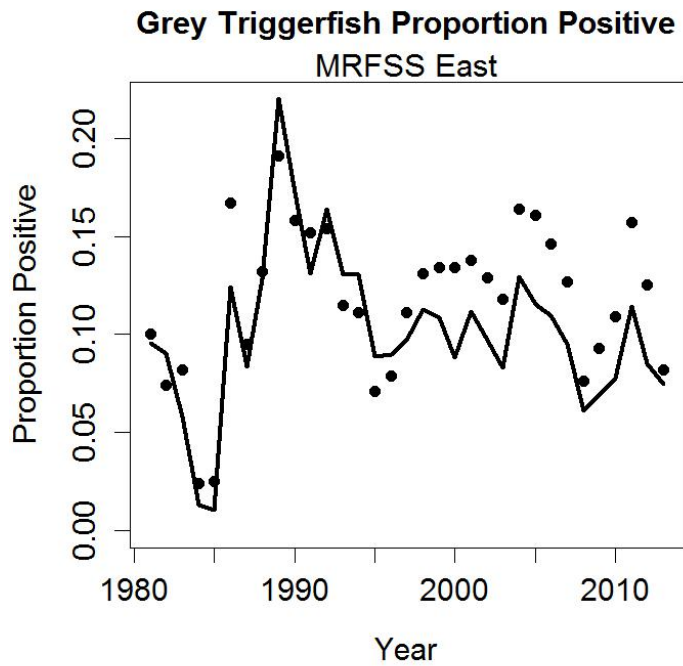 Grey Triggerfish Proportion Positive
MRFSS East
Proportion Positive
0.20
0.15
0.10
0.05
0.00
1980
1990
2000
2010
Year